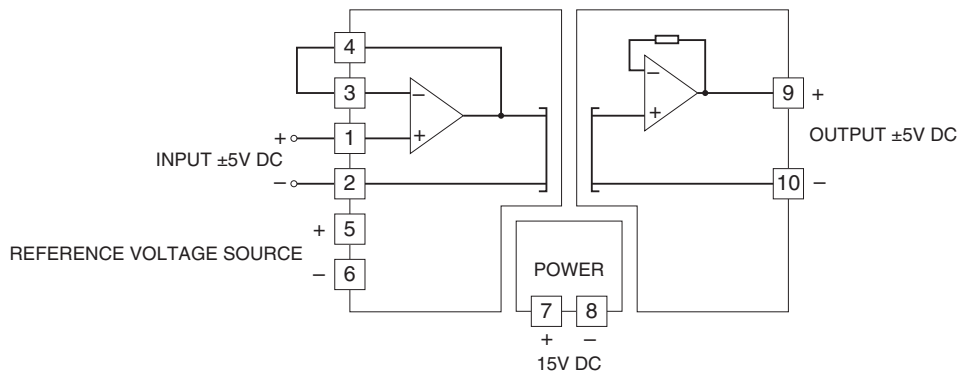 4
3
−
+ 1 +
INPUT ±5V DC
− 2
+ 5
REFERENCE VOLTAGE SOURCE
− 6
−
+
9 +
OUTPUT ±5V DC
10 −
POWER
7 8
+ −
15V DC